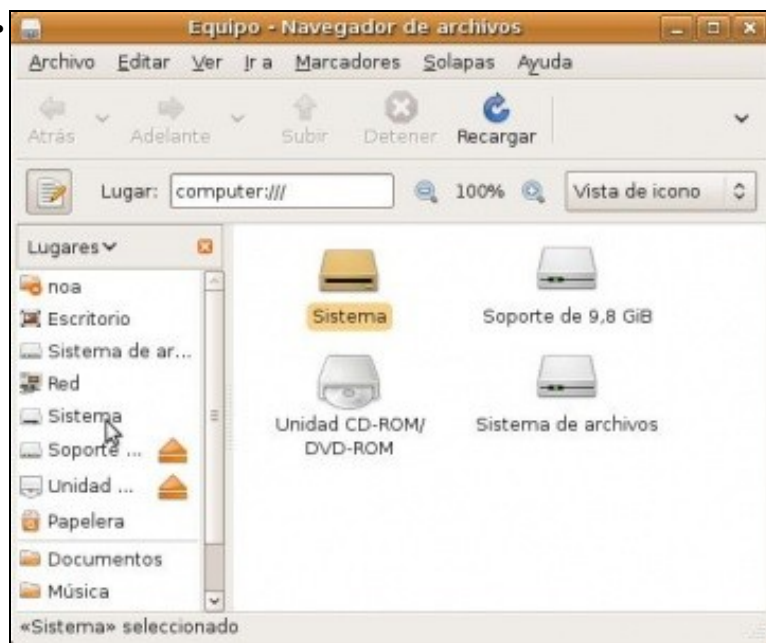 Equipo - Navegador de archivos
Archivo Editar Ver Ir a Marcadores Solapas Ayuda
Atrás Adelante Subir Detener Recargar
Lugar: computer:/// 100% Vista de icono
Lugares
noa
Escritorio
Sistema de ar...
Red
Sistema
Soporte ...
Unidad ...
Papelera
Documentos
Música
Sistema
Soporte de 9,8 GiB
Unidad CD-ROM/
DVD-ROM
Sistema de archivos
«Sistema» seleccionado